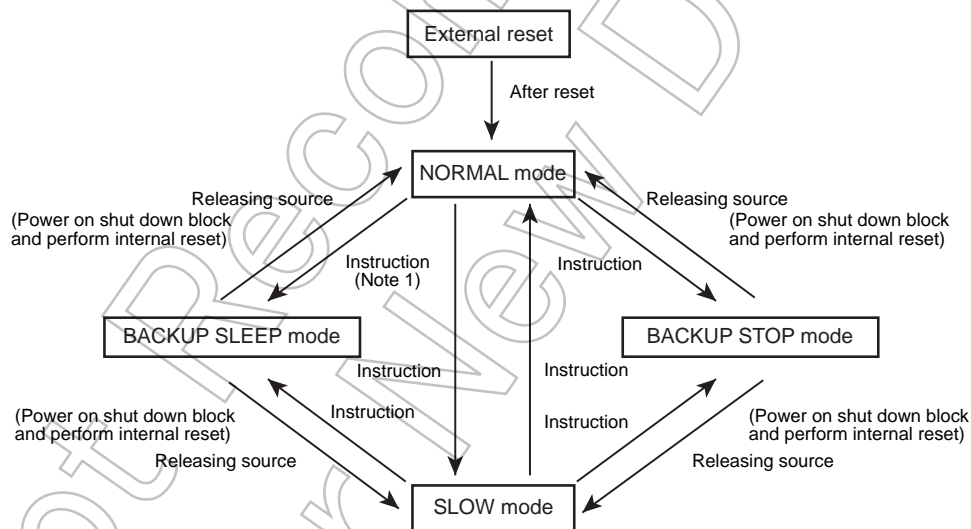 External reset
After reset
NORMAL mode
Releasing source
(Power on shut down block
and perform internal reset)
Releasing source
(Power on shut down block
and perform internal reset)
Instruction
(Note 1)
Instruction
BACKUP SLEEP mode
BACKUP STOP mode
Instruction
Instruction
Instruction
Instruction
(Power on shut down block
and perform internal reset)
Releasing source
(Power on shut down block
and perform internal reset)
Releasing source
SLOW mode